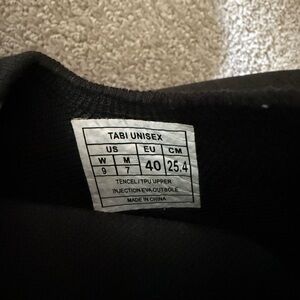 TABI UNISEX
US EU CM
W M 40 25.4
9 7
TENCEL/TPU UPPER
INJECTION EVA OUTSOLE
MADE IN CHINA